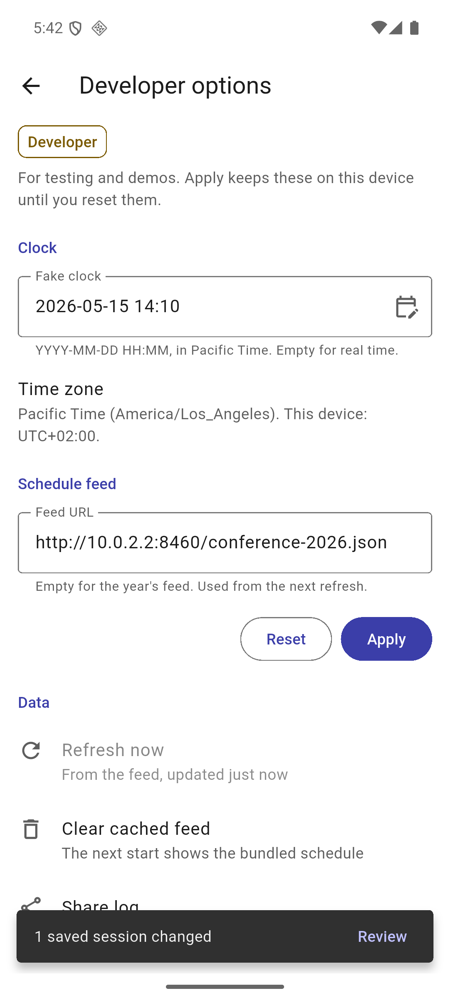 5:42
Developer options
Developer
For testing and demos. Apply keeps these on this device
until you reset them.
Clock
Fake clock
2026-05-15 14:10
YYYY-MM-DD HH:MM, in Pacific Time. Empty for real time.
Time zone
Pacific Time (America/Los_Angeles). This device:
UTC+02:00.
Schedule feed
Feed URL
http://10.0.2.2:8460/conference-2026.json
Empty for the year's feed. Used from the next refresh.
Reset
Apply
Data
Refresh now
From the feed, updated just now
Clear cached feed
The next start shows the bundled schedule
Share log
1 saved session changed
Review